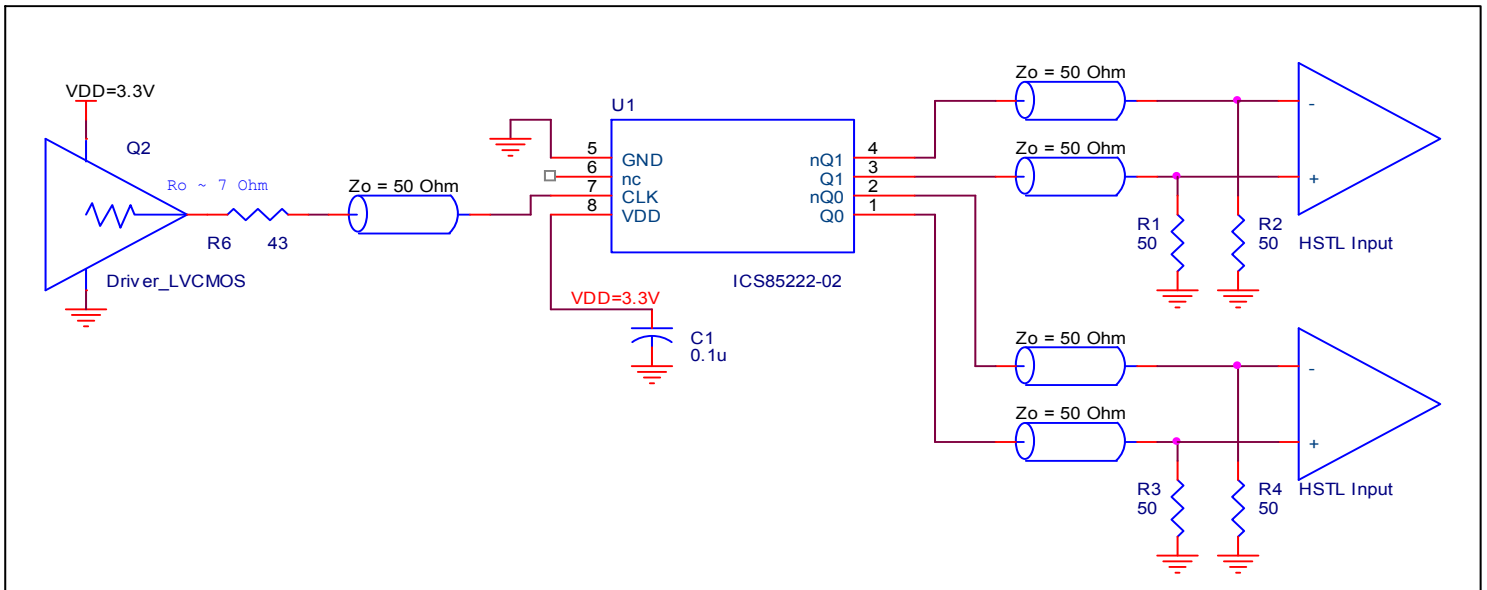 VDD=3.3V
Q2
Ro ~ 7 Ohm
R6 43
Driver_LVCMOS
Zo = 50 Ohm
U1
5 GND
6 nc
7 CLK
8 VDD
nQ1 4
Q1 3
nQ0 2
Q0 1
ICS85222-02
VDD=3.3V
C1
0.1u
Zo = 50 Ohm
Zo = 50 Ohm
-
+
R1
50
R2
50
HSTL Input
Zo = 50 Ohm
Zo = 50 Ohm
-
+
R3
50
R4
50
HSTL Input